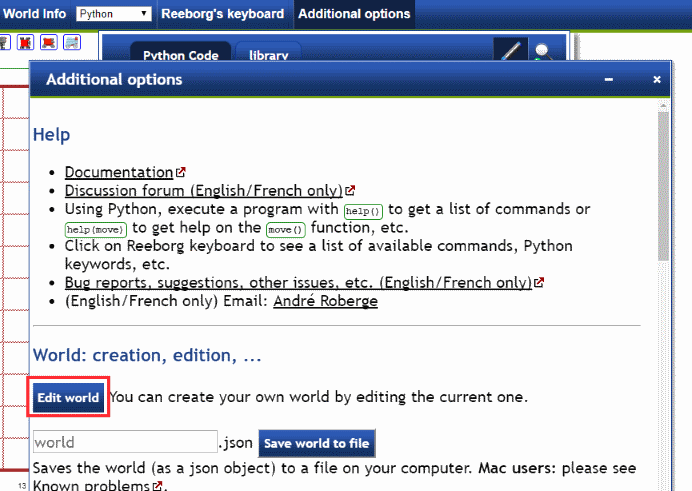 World Info Python Reeborg's keyboard Additional options
Python Code library
Additional options
Help
Documentation
Discussion forum (English/French only)
Using Python, execute a program with help() to get a list of commands or
help(move) to get help on the move() function, etc.
Click on Reeborg keyboard to see a list of available commands, Python
keywords, etc.
Bug reports, suggestions, other issues, etc. (English/French only)
(English/French only) Email: André Roberge
World: creation, edition, ...
Edit world You can create your own world by editing the current one.
world .json Save world to file
Saves the world (as a json object) to a file on your computer. Mac users: please see
13 Known problems.